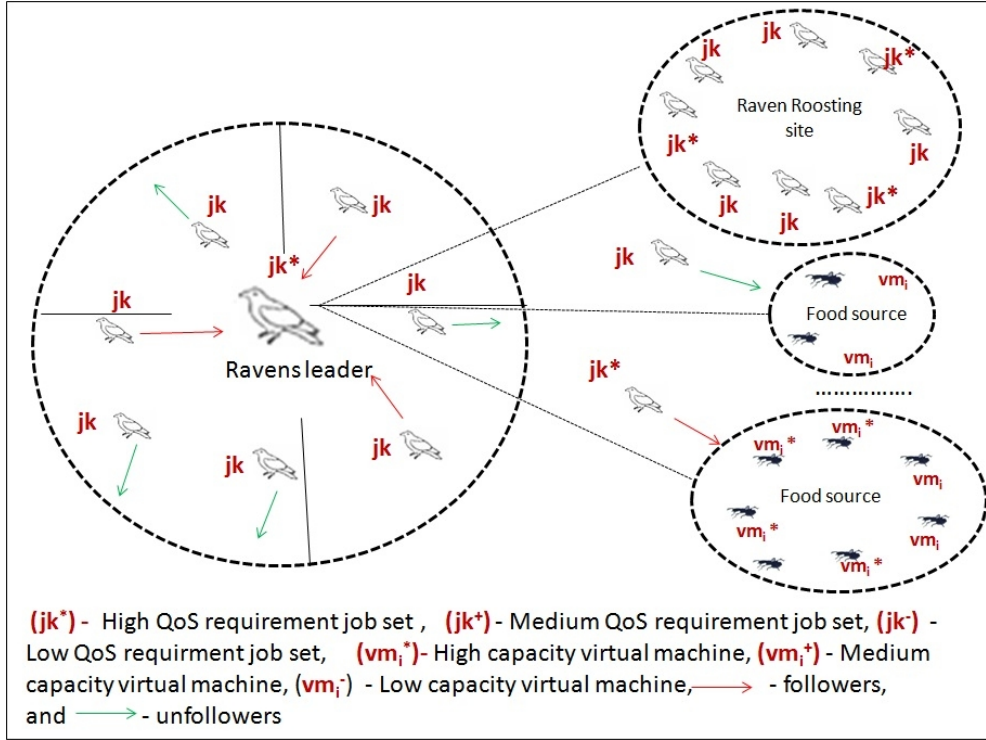 jk
jk
jk*
Raven Roosting
site
jk
jk*
jk
jk
jk*
jk
jk
jk
jk*
jk
jk
jk
vmᵢ
Food source
vmᵢ
jk
Ravens leader
jk*
................
jk
jk
jk
vmᵢ*
vmᵢ*
vmᵢ
Food source
vmᵢ*
vmᵢ
vmᵢ*
(jk*) - High QoS requirement job set , (jk⁺) - Medium QoS requirement job set, (jk⁻) -
Low QoS requirment job set, (vmᵢ*)- High capacity virtual machine, (vmᵢ⁺) - Medium
capacity virtual machine, (vmᵢ⁻) - Low capacity virtual machine, - followers,
and - unfollowers